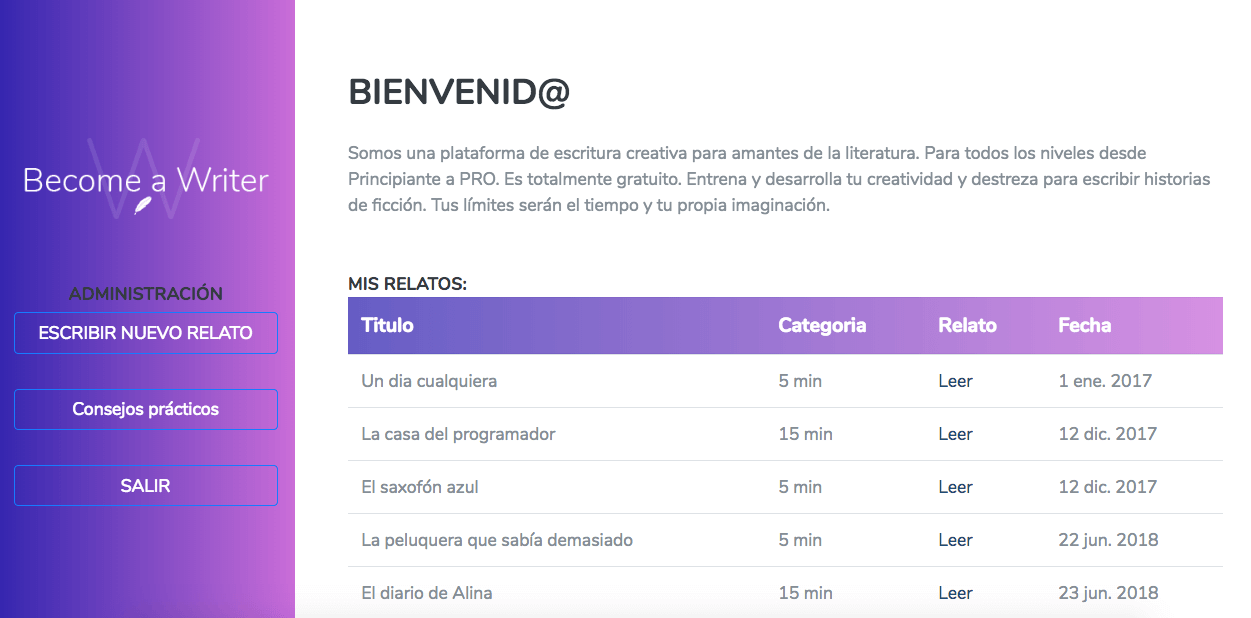 Become a Writer
ADMINISTRACIÓN
ESCRIBIR NUEVO RELATO
Consejos prácticos
SALIR
BIENVENID@
Somos una plataforma de escritura creativa para amantes de la literatura. Para todos los niveles desde
Principiante a PRO. Es totalmente gratuito. Entrena y desarrolla tu creatividad y destreza para escribir historias
de ficción. Tus límites serán el tiempo y tu propia imaginación.
MIS RELATOS:
Titulo Categoria Relato Fecha
Un dia cualquiera 5 min Leer 1 ene. 2017
La casa del programador 15 min Leer 12 dic. 2017
El saxofón azul 5 min Leer 12 dic. 2017
La peluquera que sabía demasiado 5 min Leer 22 jun. 2018
El diario de Alina 15 min Leer 23 jun. 2018